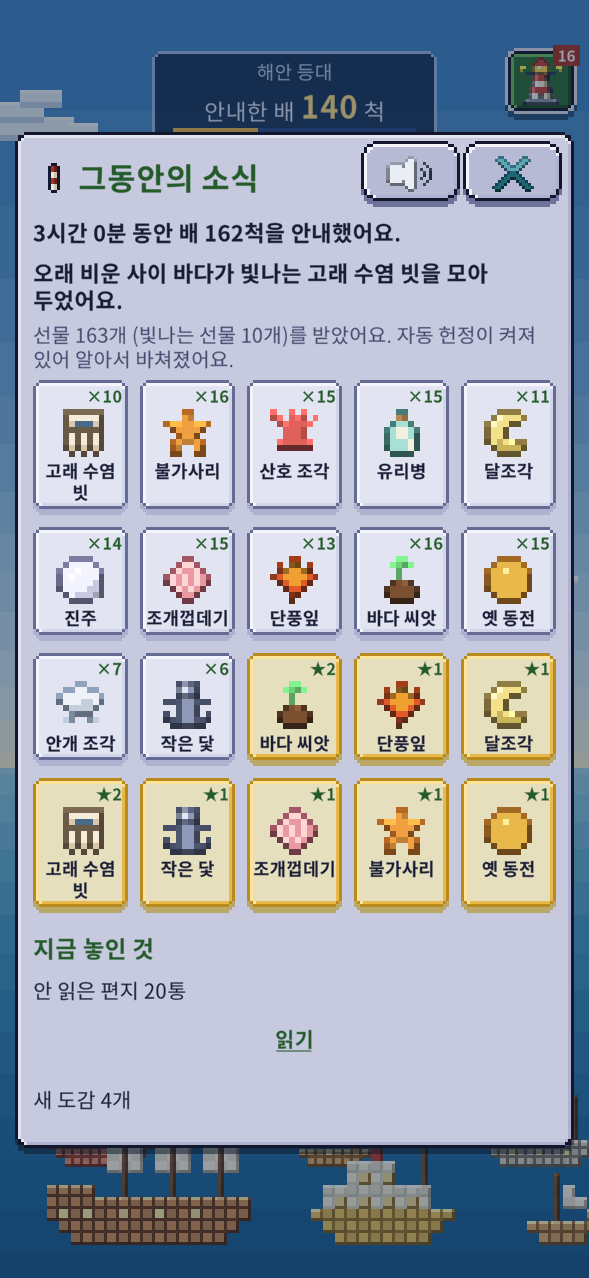 16
해안 등대
안내한 배 140 척
그동안의 소식
3시간 0분 동안 배 162척을 안내했어요.
오래 비운 사이 바다가 빛나는 고래 수염 빗을 모아
두었어요.
선물 163개 (빛나는 선물 10개)를 받았어요. 자동 헌정이 켜져
있어 알아서 바쳐졌어요.
×10 ×16 ×15 ×15 ×11
고래 수염 불가사리 산호 조각 유리병 달조각
빗
×14 ×15 ×13 ×16 ×15
진주 조개껍데기 단풍잎 바다 씨앗 옛 동전
×7 ×6 ★2 ★1 ★1
안개 조각 작은 닻 바다 씨앗 단풍잎 달조각
★2 ★1 ★1 ★1 ★1
고래 수염 작은 닻 조개껍데기 불가사리 옛 동전
빗
지금 놓인 것
안 읽은 편지 20통
읽기
새 도감 4개